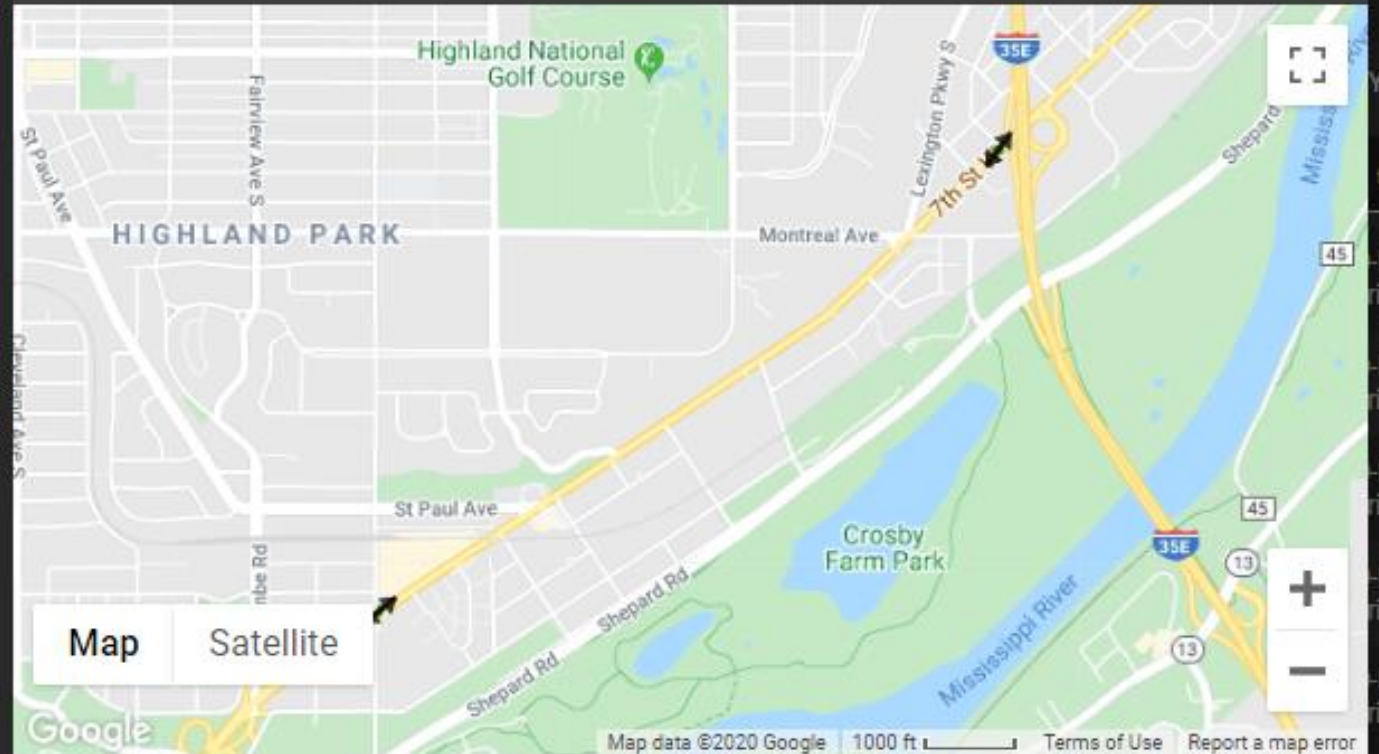 Highland National
Golf Course
35E
Fairview Ave S
Lexington Pkwy S
St Paul Ave
Shepard
7th St
HIGHLAND PARK
Montreal Ave
45
Cleveland Ave S
St Paul Ave
45
Crosby
Farm Park
35E
13
Shepard Rd
Mississippi River
Map
Satellite
+
13
Shepard Rd
−
Google
Map data ©2020 Google
1000 ft
Terms of Use
Report a map error